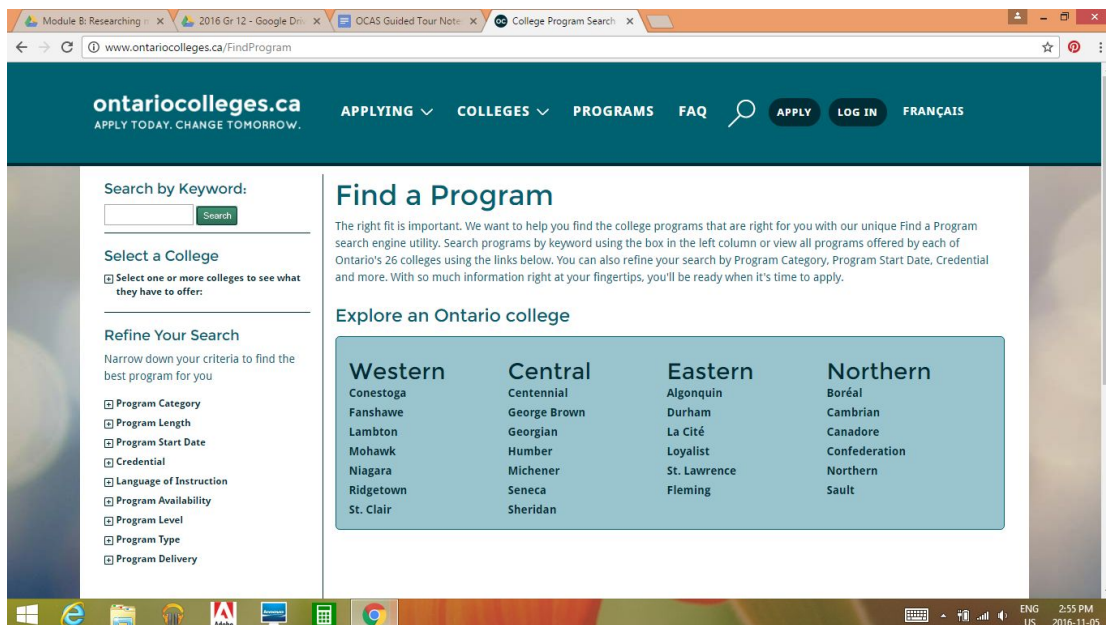 Module B: Researching
2016 Gr 12 - Google Dri
OCAS Guided Tour Note
College Program Search
www.ontariocolleges.ca/FindProgram
ontariocolleges.ca
APPLY TODAY. CHANGE TOMORROW.
APPLYING COLLEGES PROGRAMS FAQ APPLY LOG IN FRANÇAIS
Search by Keyword:
Search
Select a College
Select one or more colleges to see what
they have to offer:
Refine Your Search
Narrow down your criteria to find the
best program for you
Program Category
Program Length
Program Start Date
Credential
Language of Instruction
Program Availability
Program Level
Program Type
Program Delivery
Find a Program
The right fit is important. We want to help you find the college programs that are right for you with our unique Find a Program
search engine utility. Search programs by keyword using the box in the left column or view all programs offered by each of
Ontario's 26 colleges using the links below. You can also refine your search by Program Category, Program Start Date, Credential
and more. With so much information right at your fingertips, you'll be ready when it's time to apply.
Explore an Ontario college
Western
Conestoga
Fanshawe
Lambton
Mohawk
Niagara
Ridgetown
St. Clair
Central
Centennial
George Brown
Georgian
Humber
Michener
Seneca
Sheridan
Eastern
Algonquin
Durham
La Cité
Loyalist
St. Lawrence
Fleming
Northern
Boréal
Cambrian
Canadore
Confederation
Northern
Sault
Adobe
ENG
US
2:55 PM
2016-11-05